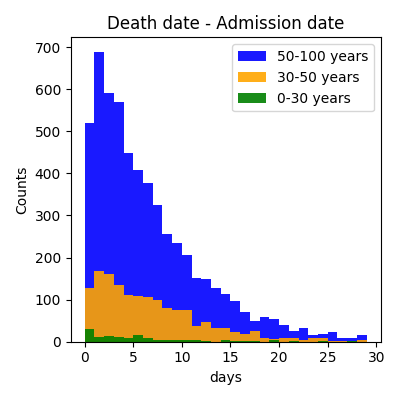 Death date - Admission date
700
600
500
400
300
200
100
0
Counts
50-100 years
30-50 years
0-30 years
0 5 10 15 20 25 30
days